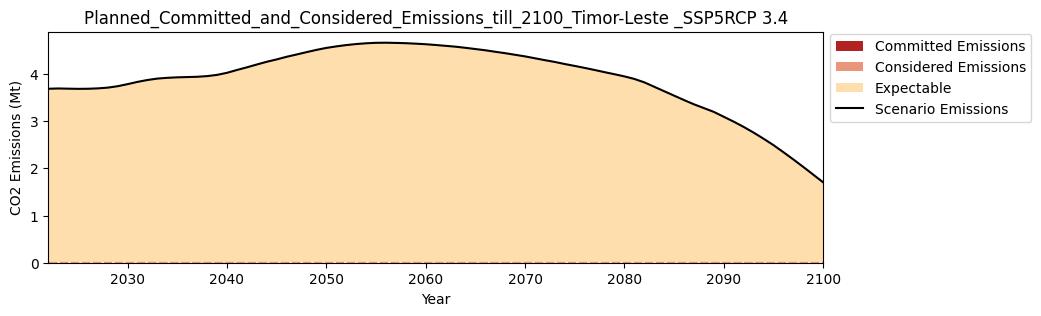 Planned_Committed_and_Considered_Emissions_till_2100_Timor-Leste _SSP5RCP 3.4
Committed Emissions
Considered Emissions
Expectable
Scenario Emissions
CO2 Emissions (Mt)
4
3
2
1
0
2030 2040 2050 2060 2070 2080 2090 2100
Year